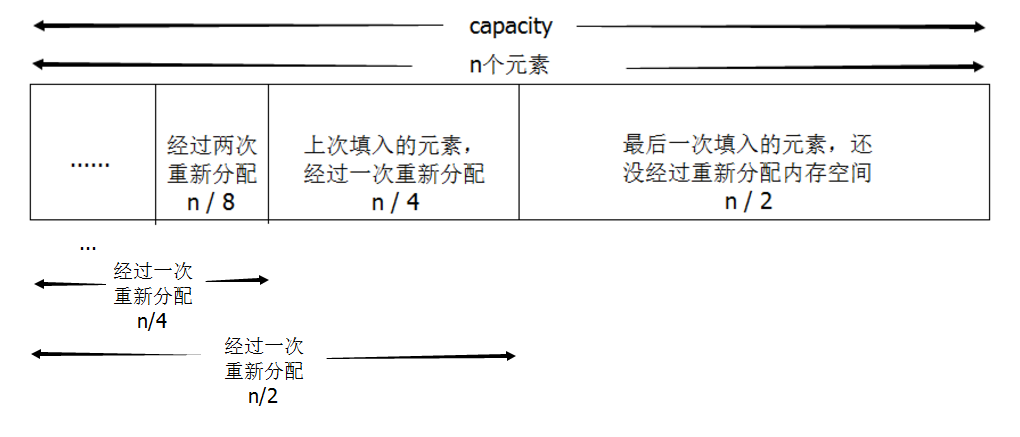 capacity
n个元素
......
经过两次
重新分配
n / 8
上次填入的元素，
经过一次重新分配
n / 4
最后一次填入的元素，还
没经过重新分配内存空间
n / 2
...
经过一次
重新分配
n/4
经过一次
重新分配
n/2